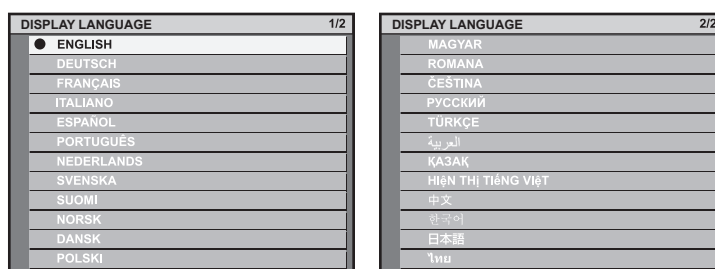 DISPLAY LANGUAGE 1/2
ENGLISH
DEUTSCH
FRANÇAIS
ITALIANO
ESPAÑOL
PORTUGUÊS
NEDERLANDS
SVENSKA
SUOMI
NORSK
DANSK
POLSKI
DISPLAY LANGUAGE 2/2
MAGYAR
ROMANA
ČEŠTINA
РУССКИЙ
TÜRKÇE
العربية
ҚАЗАҚ
HIệN THị TIếNG VIệT
中文
한국어
日本語
ไทย